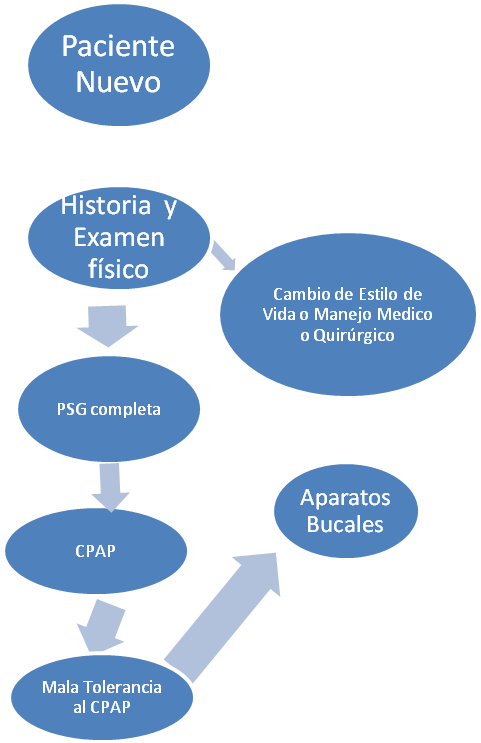 Paciente
Nuevo
Historia y
Examen
físico
Cambio de Estilo de
Vida o Manejo Medico
o Quirúrgico
PSG completa
Aparatos
Bucales
CPAP
Mala Tolerancia
al CPAP